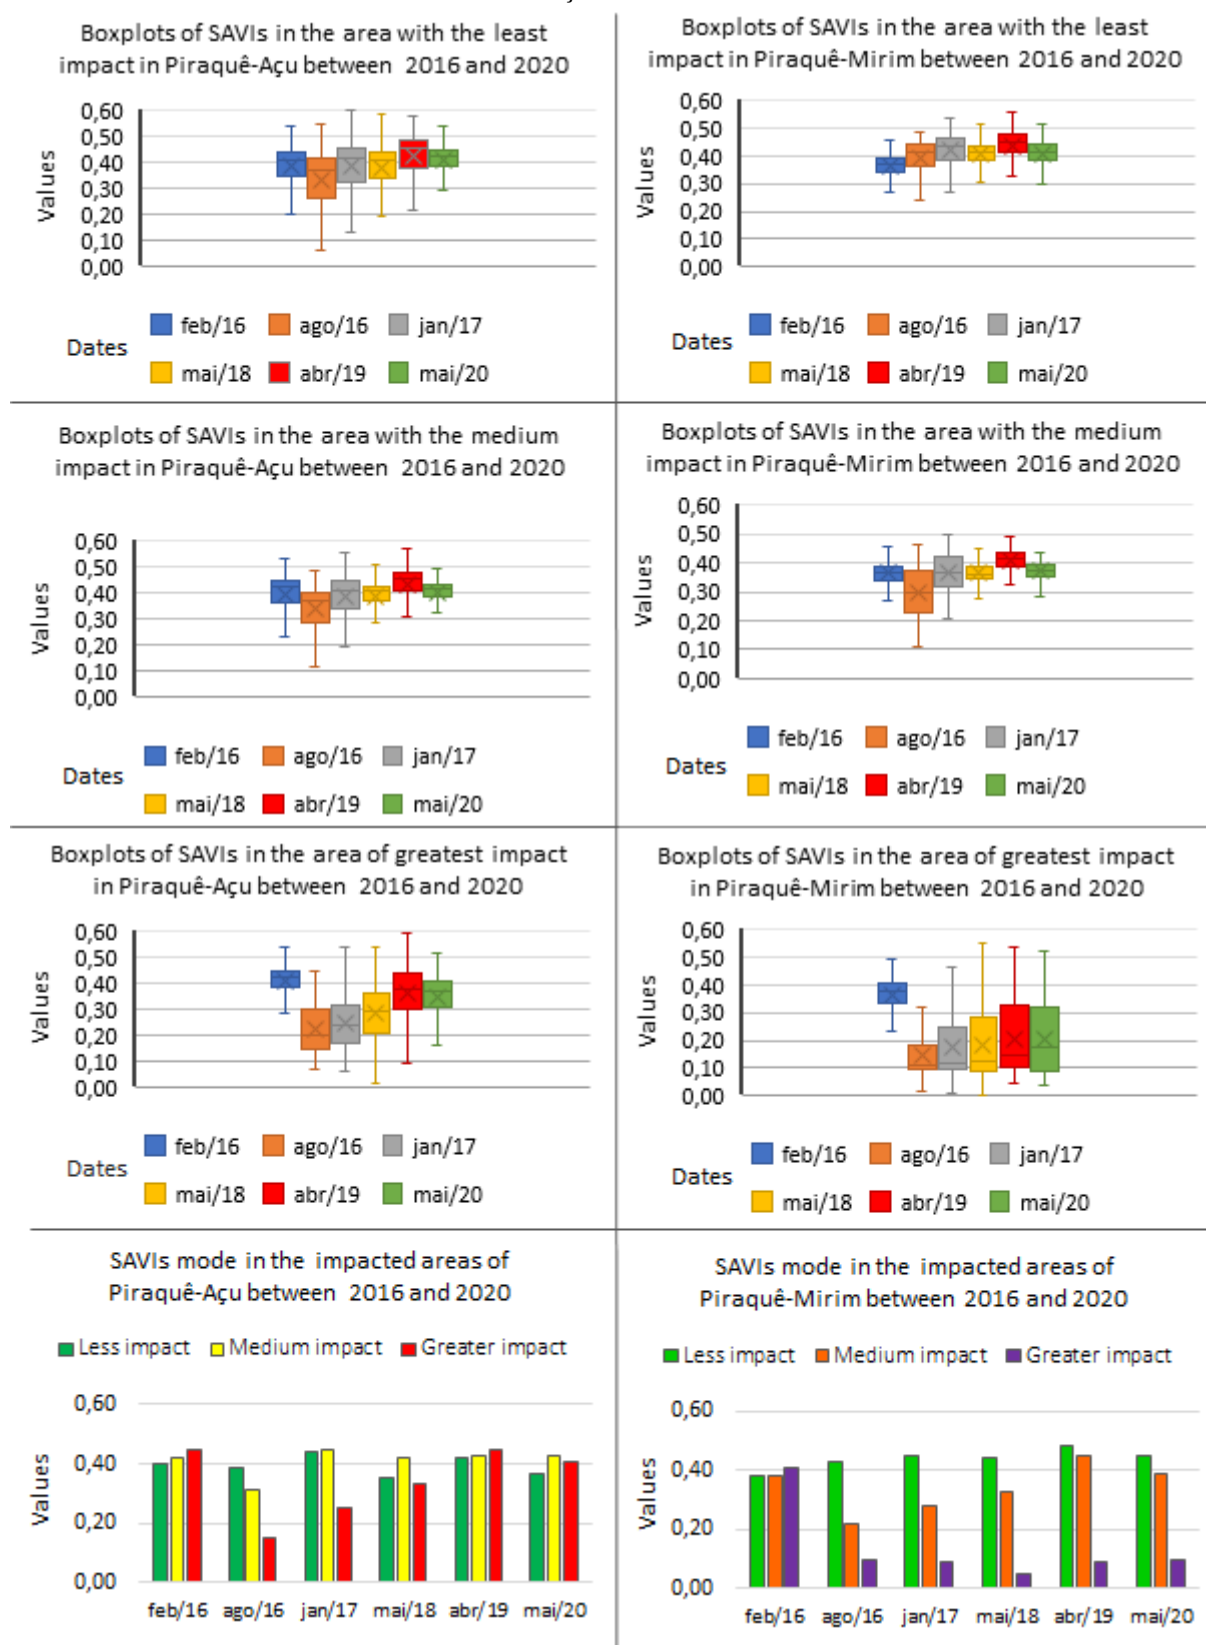 Boxplots of SAVIs in the area with the least
impact in Piraquê-Açu between 2016 and 2020
0,60
0,50
0,40
0,30
0,20
0,10
0,00
Values
Dates
feb/16 ago/16 jan/17
mai/18 abr/19 mai/20
Boxplots of SAVIs in the area with the least
impact in Piraquê-Mirim between 2016 and 2020
0,60
0,50
0,40
0,30
0,20
0,10
0,00
Values
Dates
feb/16 ago/16 jan/17
mai/18 abr/19 mai/20
Boxplots of SAVIs in the area with the medium
impact in Piraquê-Açu between 2016 and 2020
0,60
0,50
0,40
0,30
0,20
0,10
0,00
Values
Dates
feb/16 ago/16 jan/17
mai/18 abr/19 mai/20
Boxplots of SAVIs in the area with the medium
impact in Piraquê-Mirim between 2016 and 2020
0,60
0,50
0,40
0,30
0,20
0,10
0,00
Values
Dates
feb/16 ago/16 jan/17
mai/18 abr/19 mai/20
Boxplots of SAVIs in the area of greatest impact
in Piraquê-Açu between 2016 and 2020
0,60
0,50
0,40
0,30
0,20
0,10
0,00
Values
Dates
feb/16 ago/16 jan/17
mai/18 abr/19 mai/20
Boxplots of SAVIs in the area of greatest impact
in Piraquê-Mirim between 2016 and 2020
0,60
0,50
0,40
0,30
0,20
0,10
0,00
Values
Dates
feb/16 ago/16 jan/17
mai/18 abr/19 mai/20
SAVIs mode in the impacted areas of
Piraquê-Açu between 2016 and 2020
Less impact Medium impact Greater impact
0,60
0,40
0,20
0,00
Values
feb/16 ago/16 jan/17 mai/18 abr/19 mai/20
SAVIs mode in the impacted areas of
Piraquê-Mirim between 2016 and 2020
Less impact Medium impact Greater impact
0,60
0,40
0,20
0,00
Values
feb/16 ago/16 jan/17 mai/18 abr/19 mai/20